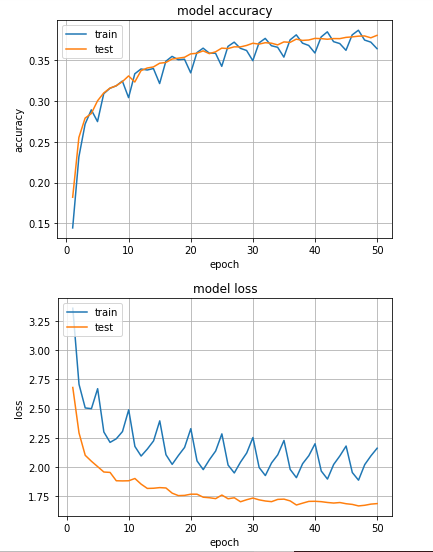 model accuracy
train
test
0.35
0.30
0.25
0.20
0.15
accuracy
0 10 20 30 40 50
epoch
model loss
train
test
3.25
3.00
2.75
2.50
2.25
2.00
1.75
loss
0 10 20 30 40 50
epoch